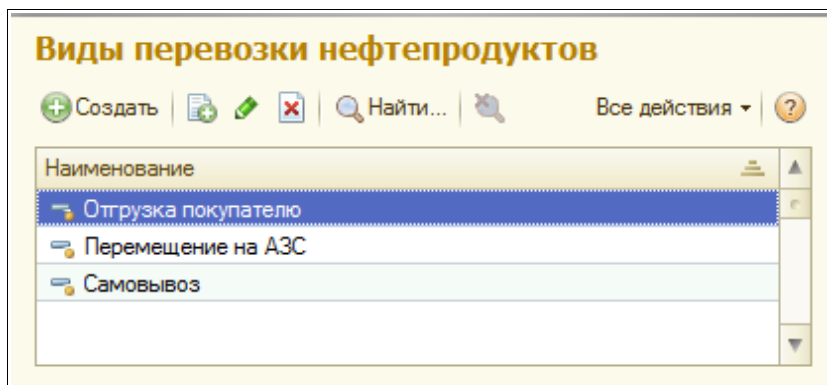 Виды перевозки нефтепродуктов
Создать Найти... Все действия ?
Наименование
Отгрузка покупателю
Перемещение на АЗС
Самовывоз